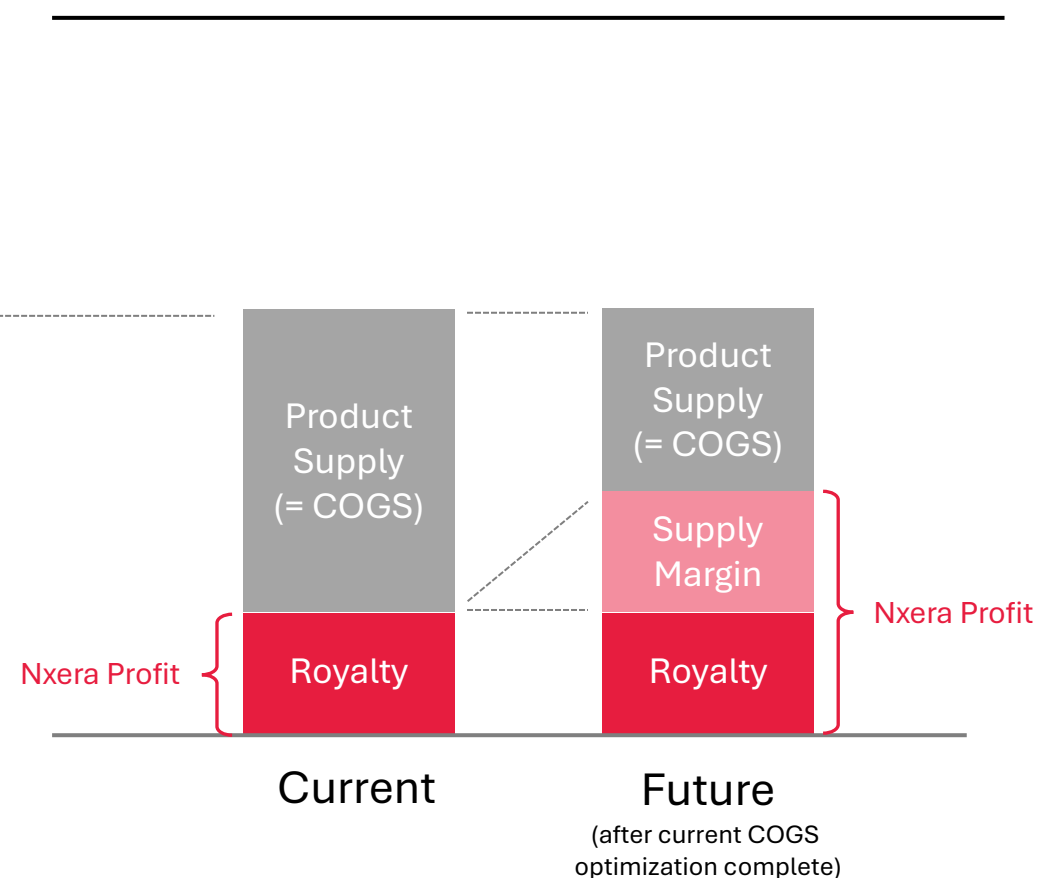 Product
Supply
(= COGS)
Product
Supply
(= COGS)
Supply
Margin
Nxera Profit
Royalty
Royalty
Nxera Profit
Current
Future
(after current COGS
optimization complete)